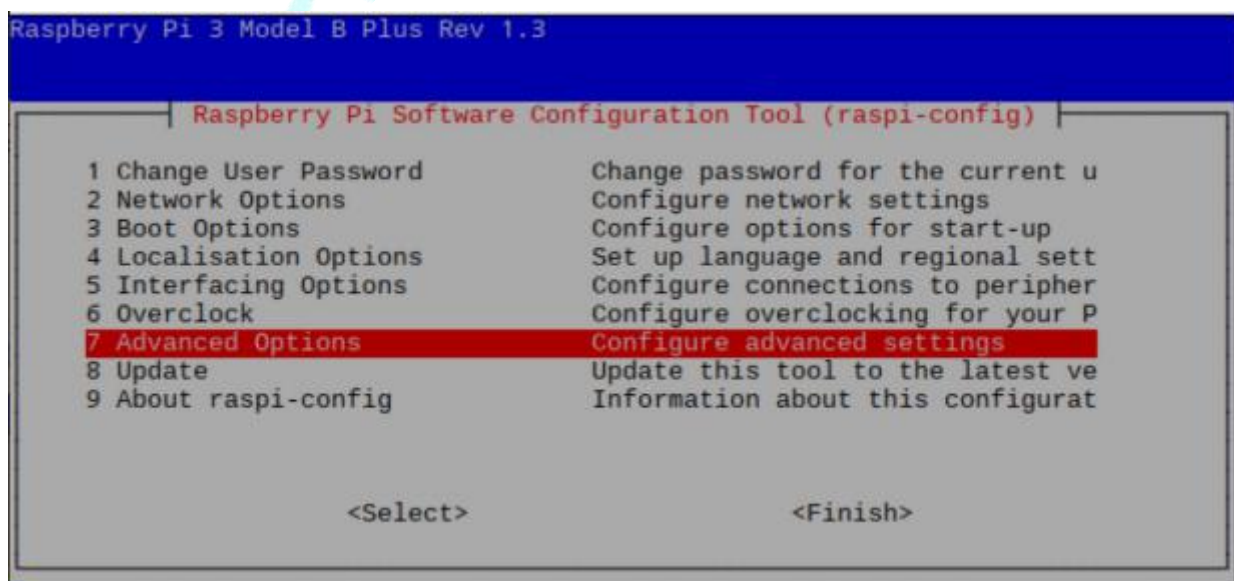 Raspberry Pi 3 Model B Plus Rev 1.3
Raspberry Pi Software Configuration Tool (raspi-config)
1 Change User Password Change password for the current u
2 Network Options Configure network settings
3 Boot Options Configure options for start-up
4 Localisation Options Set up language and regional sett
5 Interfacing Options Configure connections to peripher
6 Overclock Configure overclocking for your P
7 Advanced Options Configure advanced settings
8 Update Update this tool to the latest ve
9 About raspi-config Information about this configurat
<Select> <Finish>